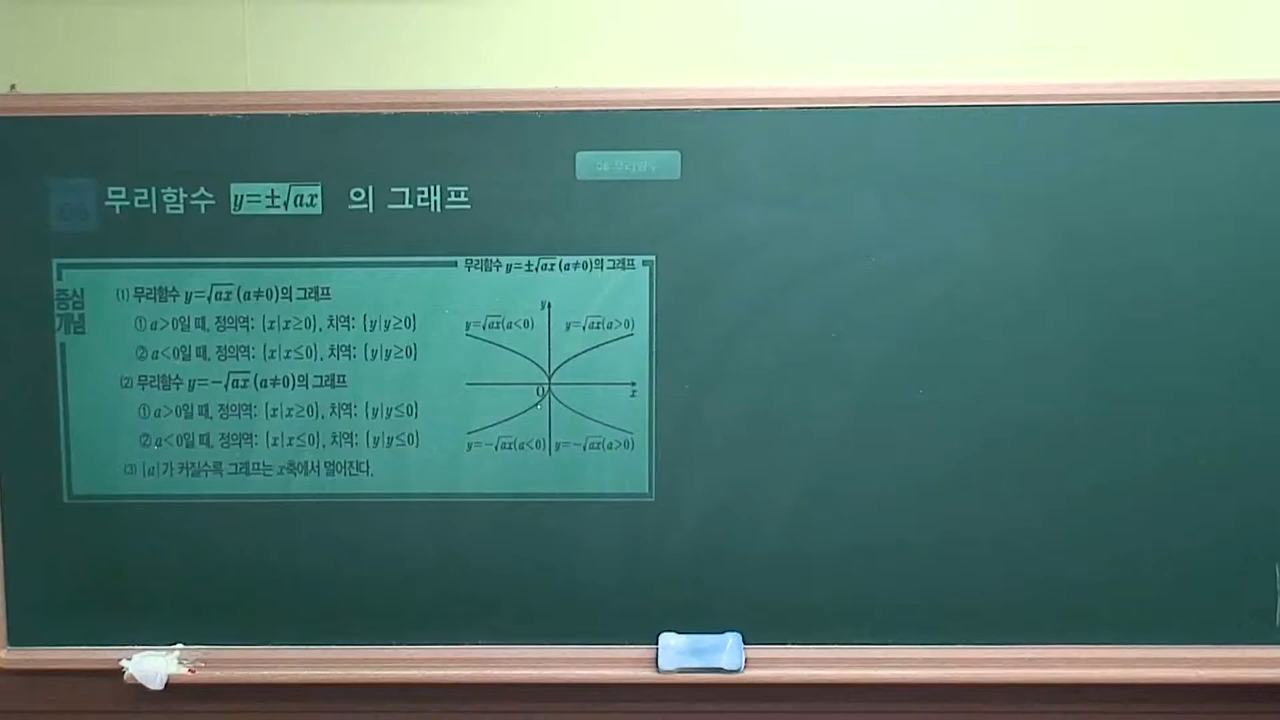 08 무리함수
무리함수 y=±√ax 의 그래프
무리함수 y=±√ax (a≠0)의 그래프
중심
개념
(1) 무리함수 y=√ax (a≠0)의 그래프
① a>0일 때, 정의역: {x|x≥0}, 치역: {y|y≥0}
② a<0일 때, 정의역: {x|x≤0}, 치역: {y|y≥0}
(2) 무리함수 y=-√ax (a≠0)의 그래프
① a>0일 때, 정의역: {x|x≥0}, 치역: {y|y≤0}
② a<0일 때, 정의역: {x|x≤0}, 치역: {y|y≤0}
(3) |a|가 커질수록 그래프는 x축에서 멀어진다.
y
y=√ax(a<0) y=√ax(a>0)
O x
y=-√ax(a<0) y=-√ax(a>0)